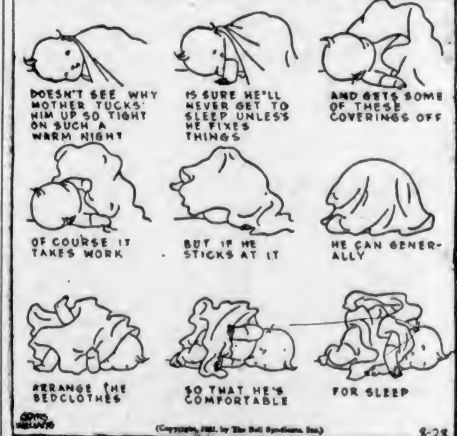 DOESN'T SEE WHY
MOTHER TUCKS
HIM UP SO TIGHT
ON SUCH A
WARM NIGHT
IS SURE HE'LL
NEVER GET TO
SLEEP UNLESS
HE FIXES
THINGS
AND GETS SOME
OF THESE
COVERINGS OFF
OF COURSE IT
TAKES WORK
BUT IF HE
STICKS AT IT
HE CAN GENER-
ALLY
ARRANGE THE
BEDCLOTHES
SO THAT HE'S
COMFORTABLE
FOR SLEEP
WILLIAMS
(Copyright, by The Bell Syndicate, Inc.)
8-28